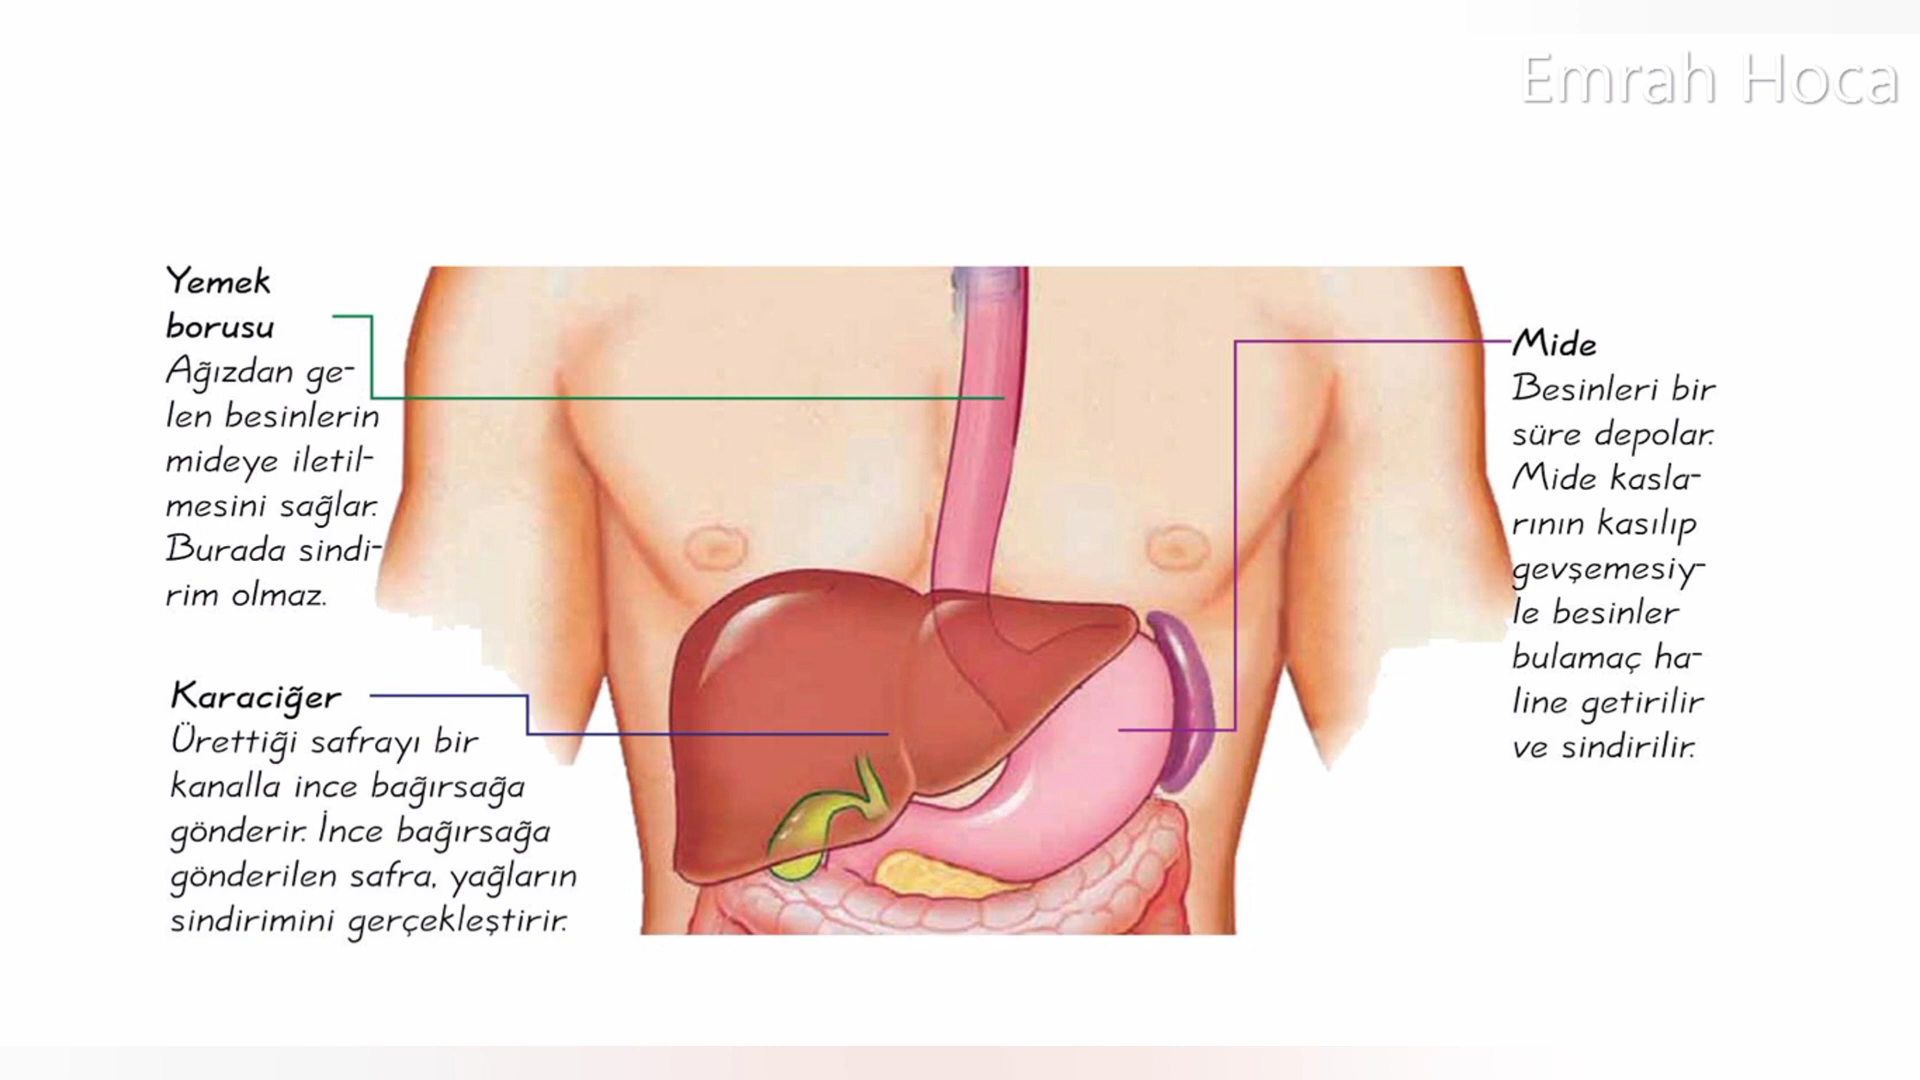 Emrah Hoca
Yemek
borusu
Ağızdan ge-
len besinlerin
mideye iletil-
mesini sağlar.
Burada sindi-
rim olmaz.
Karaciğer
Ürettiği safrayı bir
kanalla ince bağırsağa
gönderir. İnce bağırsağa
gönderilen safra, yağların
sindirimini gerçekleştirir.
Mide
Besinleri bir
süre depolar.
Mide kasla-
rının kasılıp
gevşemesiy-
le besinler
bulamaç ha-
line getirilir
ve sindirilir.